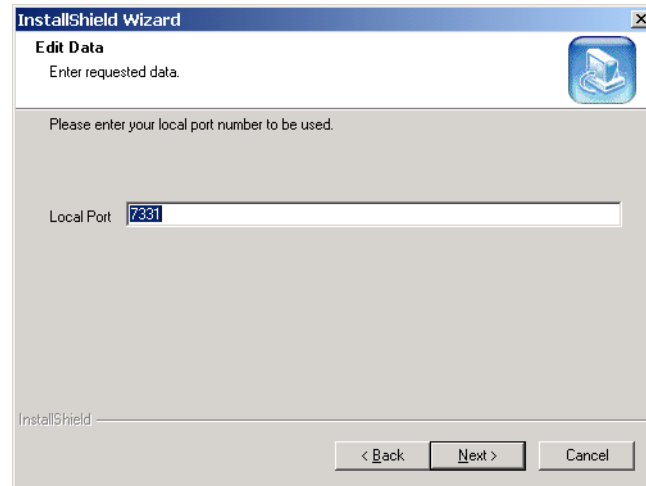 InstallShield Wizard
Edit Data
Enter requested data.
Please enter your local port number to be used.
Local Port 7331
InstallShield
< Back Next > Cancel